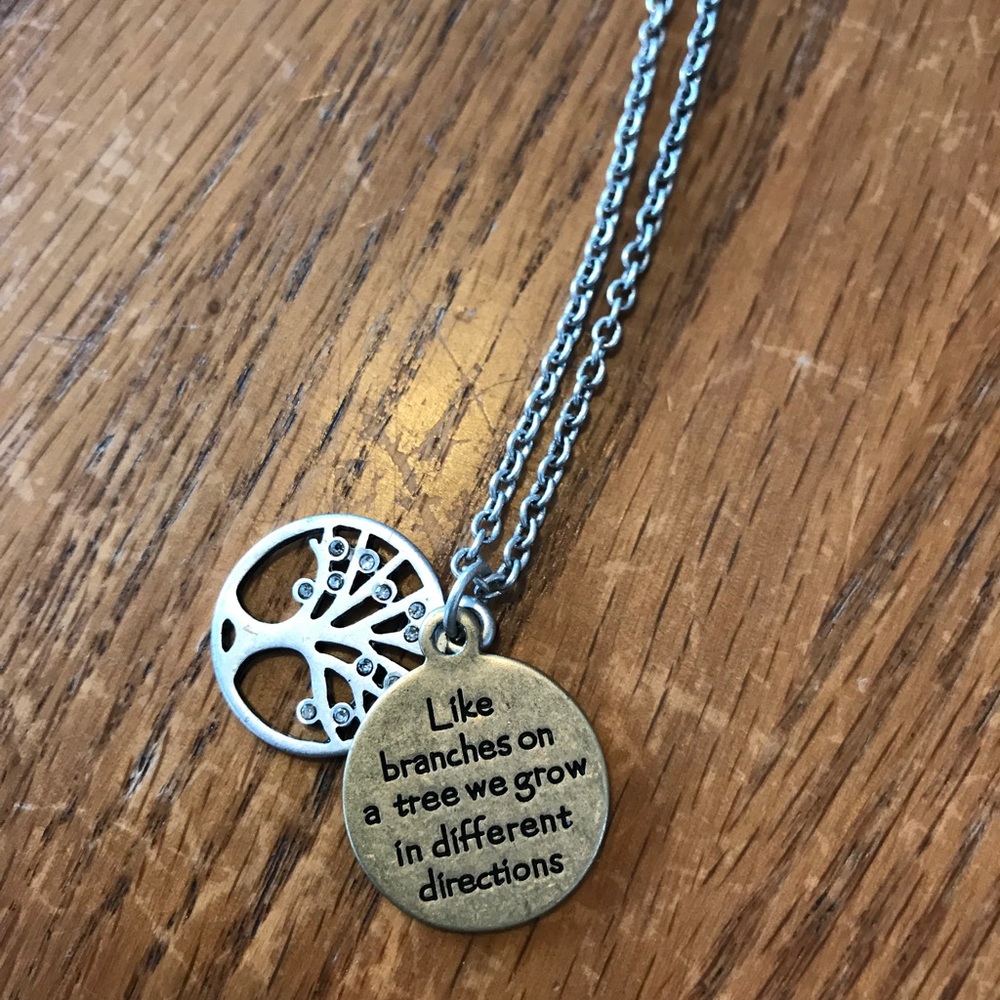 Like
branches on
a tree we grow
in different
directions